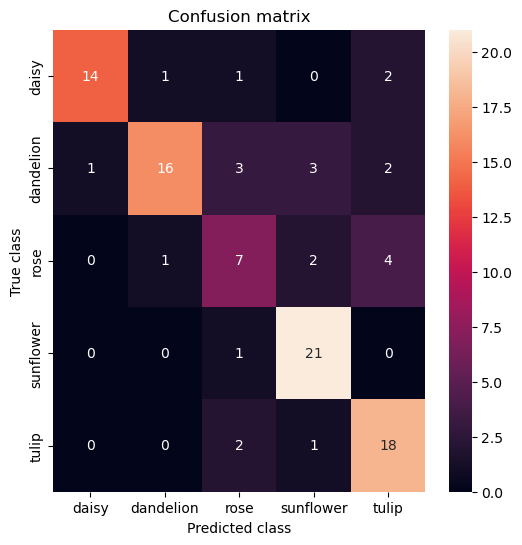 Confusion matrix
daisy 14 1 1 0 2
dandelion 1 16 3 3 2
rose 0 1 7 2 4
sunflower 0 0 1 21 0
tulip 0 0 2 1 18
daisy dandelion rose sunflower tulip
Predicted class
True class
20.0
17.5
15.0
12.5
10.0
7.5
5.0
2.5
0.0